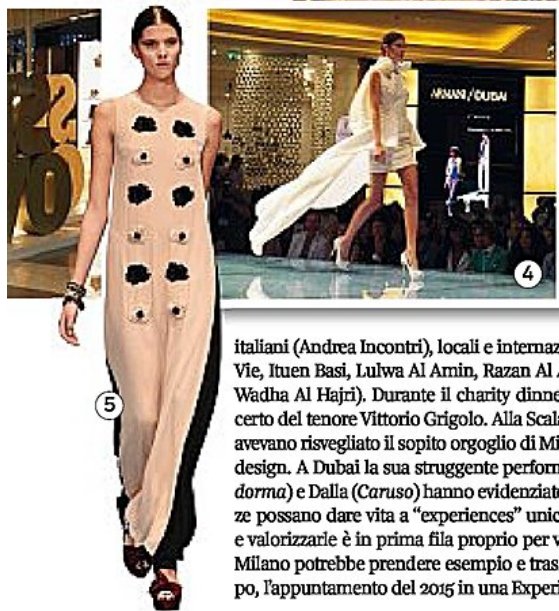 ARMANI / DUBAI
4
5
italiani (Andrea Incontri), locali e internaz
Vie, Ituen Basi, Lulwa Al Amin, Razan Al
Wadha Al Hajri). Durante il charity dinne
certo del tenore Vittorio Grigolo. Alla Scala
avevano risvegliato il sopito orgoglio di Mi
design. A Dubai la sua struggente perform
dorma) e Dalla (Caruso) hanno evidenziat
ze possano dare vita a “experiences” unic
e valorizzarle è in prima fila proprio per v
Milano potrebbe prendere esempio e tras
po, l'appuntamento del 2015 in una Experi